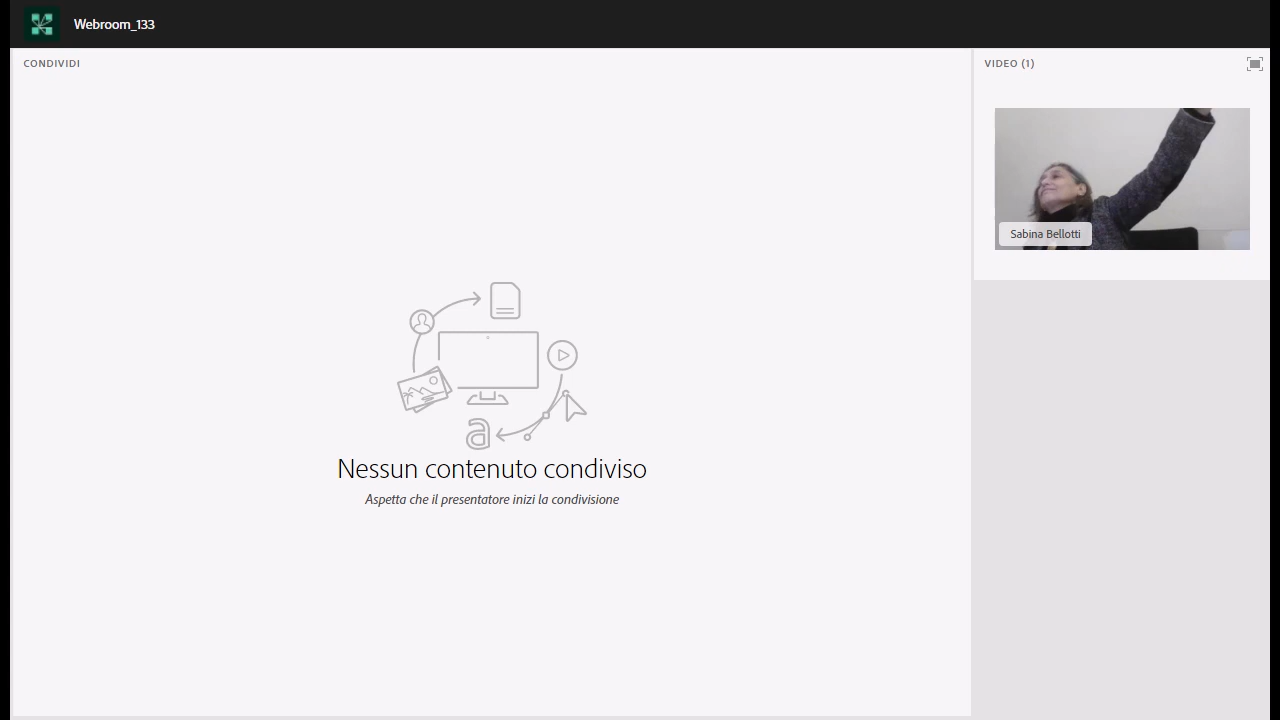 Webroom_133
CONDIVIDI
VIDEO (1)
Sabina Bellotti
a
Nessun contenuto condiviso
Aspetta che il presentatore inizi la condivisione